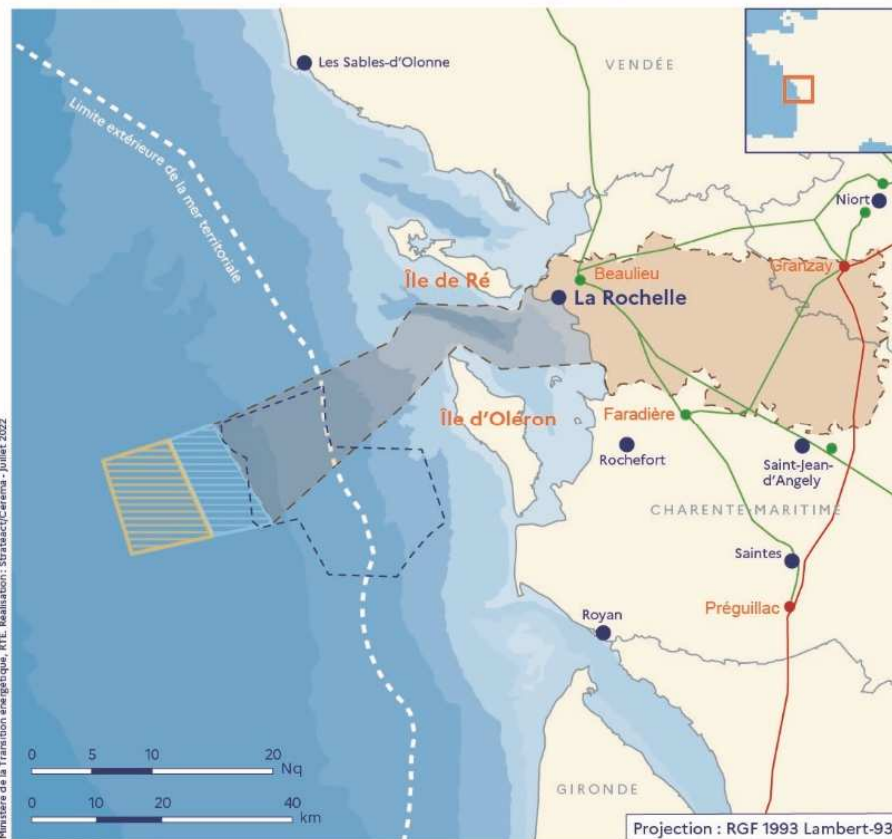 Les Sables-d'Olonne
VENDÉE
Limite extérieure de la mer territoriale
Niort
Île de Ré
Beaulieu
Granzay
La Rochelle
Île d'Oléron
Faradière
Rochefort
Saint-Jean-
d'Angely
CHARENTE-MARITIME
Saintes
Préguillac
Royan
GIRONDE
0 5 10 20
Nq
0 10 20 40
km
Projection : RGF 1993 Lambert-93
Ministère de la Transition énergétique, RTE. Réalisation : Strateact/Cerema - Juillet 2022